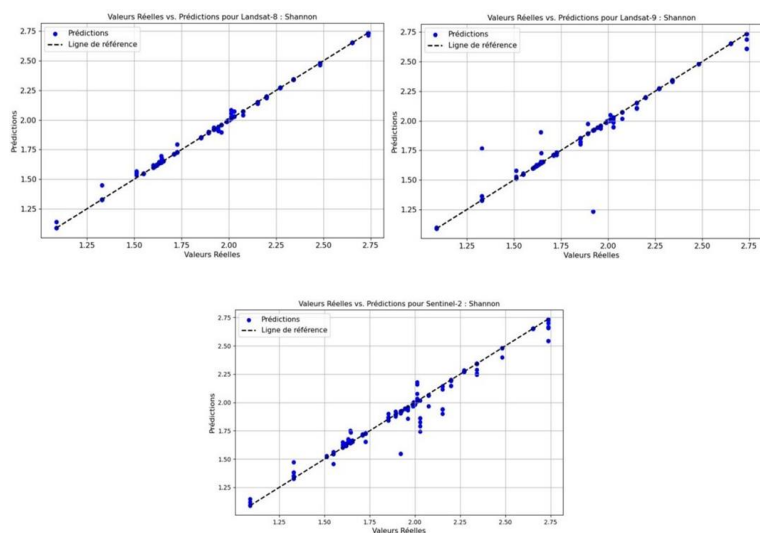 Valeurs Réelles vs. Prédictions pour Landsat-8 : Shannon
Prédictions
Ligne de référence
2.75
2.50
2.25
2.00
1.75
1.50
1.25
Prédictions
1.25 1.50 1.75 2.00 2.25 2.50 2.75
Valeurs Réelles
Valeurs Réelles vs. Prédictions pour Landsat-9 : Shannon
Prédictions
Ligne de référence
2.75
2.50
2.25
2.00
1.75
1.50
1.25
Prédictions
1.25 1.50 1.75 2.00 2.25 2.50 2.75
Valeurs Réelles
Valeurs Réelles vs. Prédictions pour Sentinel-2 : Shannon
Prédictions
Ligne de référence
2.75
2.50
2.25
2.00
1.75
1.50
1.25
Prédictions
1.25 1.50 1.75 2.00 2.25 2.50 2.75
Valeurs Réelles